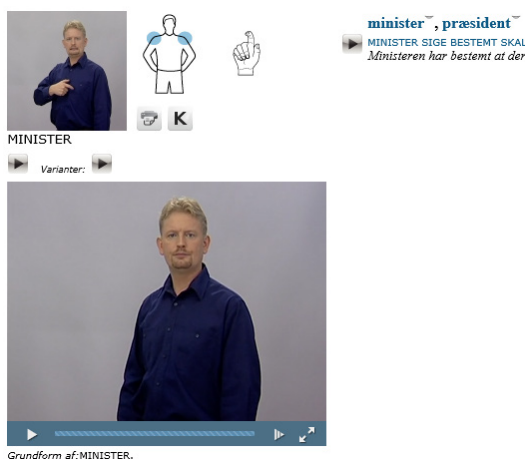 minister, præsident
MINISTER SIGE BESTEMT SKAL
Ministeren har bestemt at der
K
MINISTER
Varianter:
Grundform af:MINISTER.